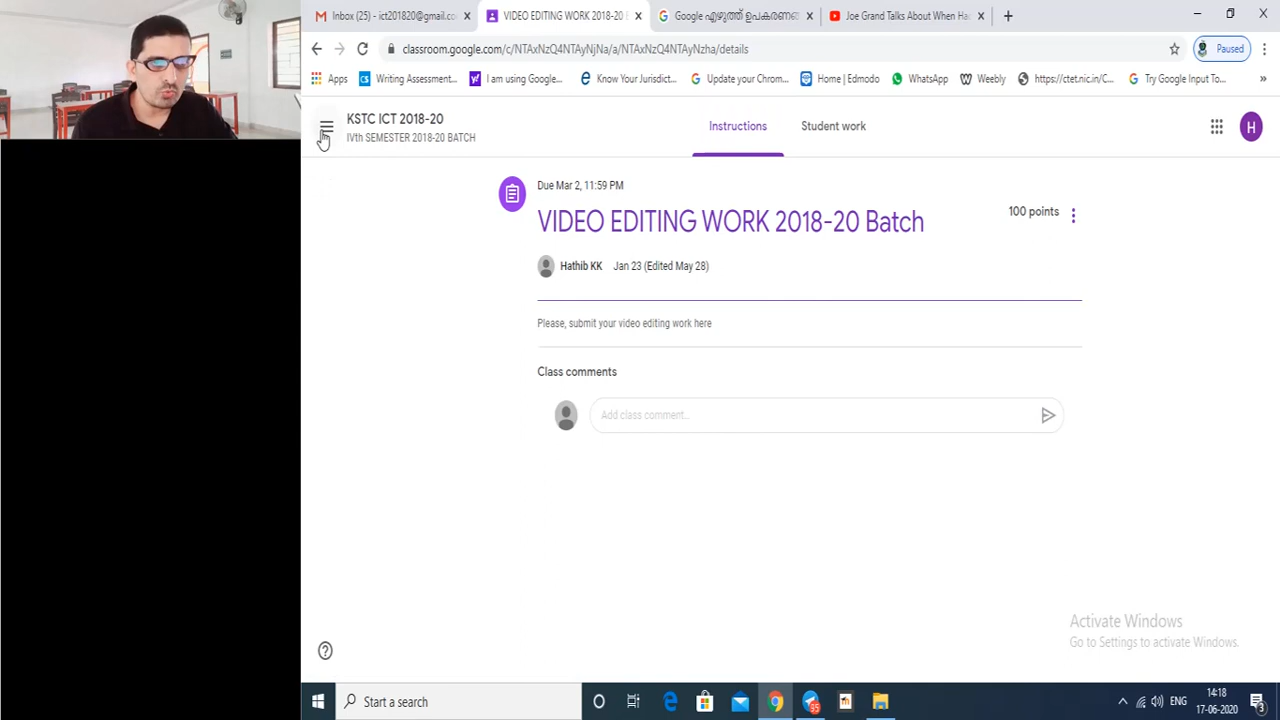 Inbox (25) - ict201820@gmail.co
VIDEO EDITING WORK 2018-20 B
Google എഴുത്ത് ഉപകരണങ്ങ
Joe Grand Talks About When Ha
classroom.google.com/c/NTAxNzQ4NTAyNjNa/a/NTAxNzQ4NTAyNzha/details
Paused
Apps
Writing Assessment...
I am using Google...
Know Your Jurisdict...
Update your Chrom...
Home | Edmodo
WhatsApp
Weebly
https://ctet.nic.in/C...
Try Google Input To...
KSTC ICT 2018-20
IVth SEMESTER 2018-20 BATCH
Instructions
Student work
H
Due Mar 2, 11:59 PM
VIDEO EDITING WORK 2018-20 Batch
100 points
Hathib KK Jan 23 (Edited May 28)
Please, submit your video editing work here
Class comments
Add class comment...
Activate Windows
Go to Settings to activate Windows.
Start a search
ENG
14:18
17-06-2020